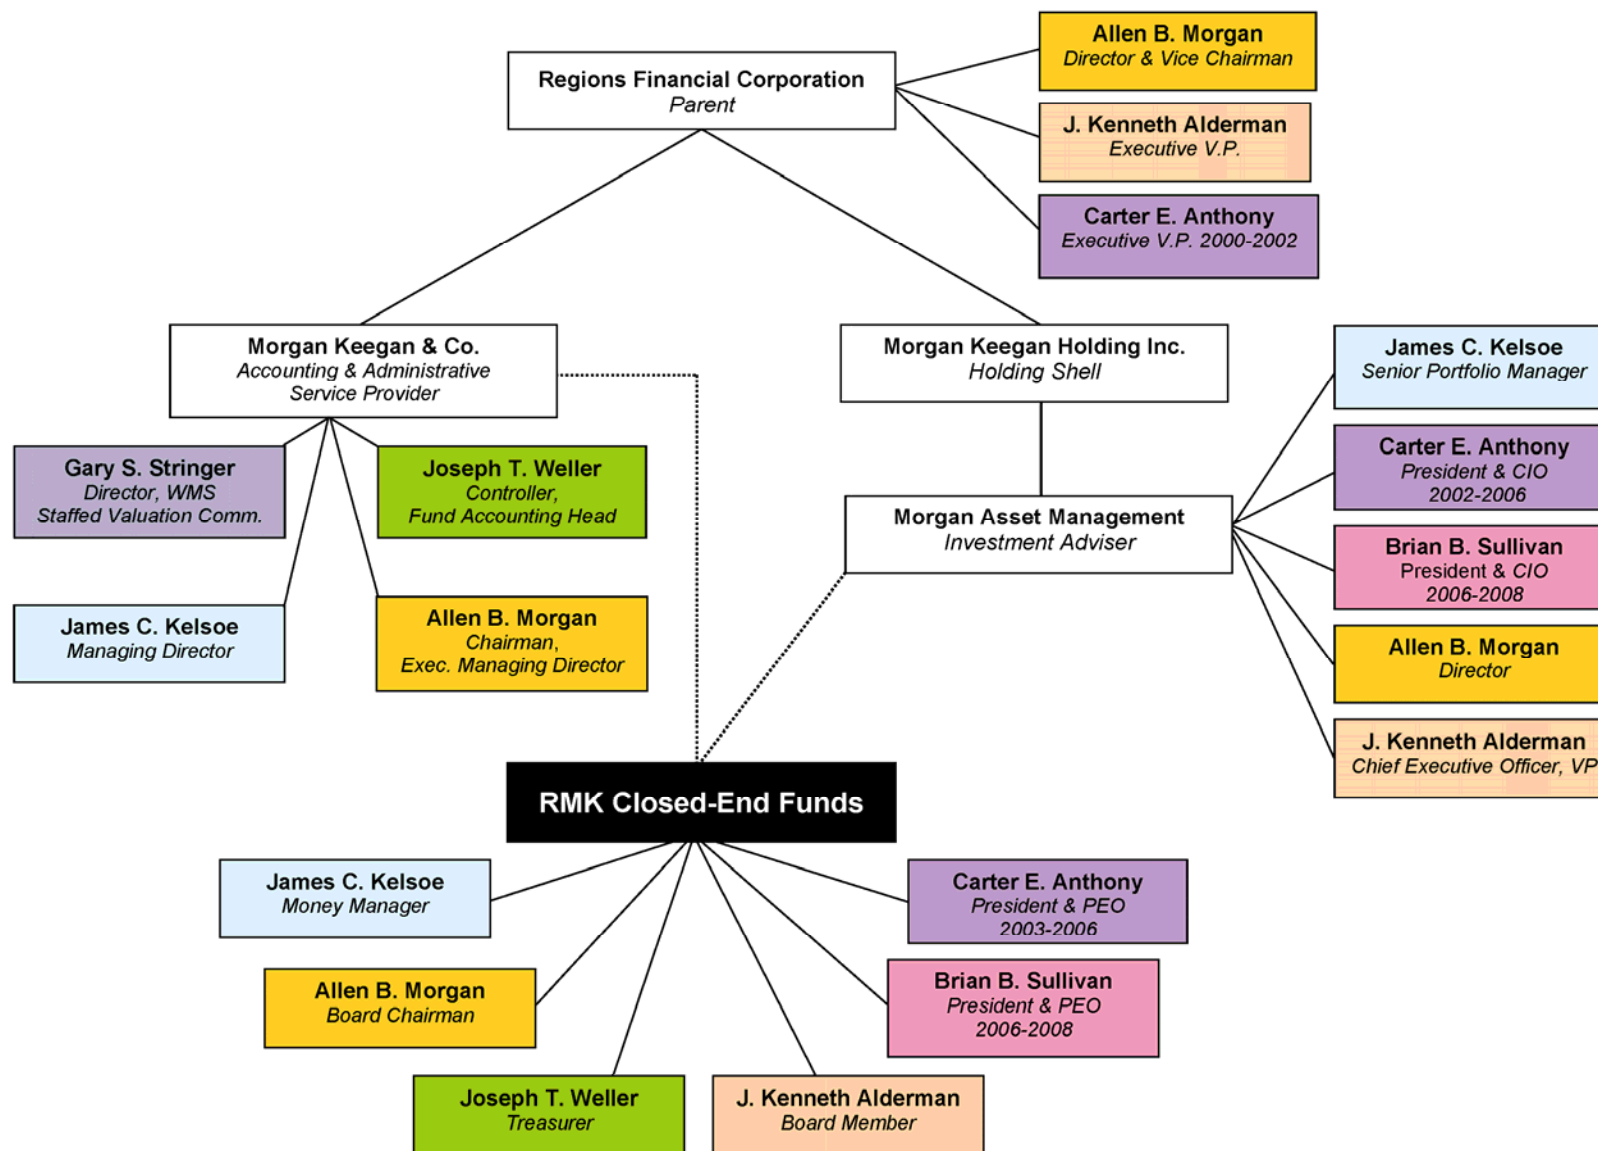 Allen B. Morgan
Director & Vice Chairman
Regions Financial Corporation
Parent
J. Kenneth Alderman
Executive V.P.
Carter E. Anthony
Executive V.P. 2000-2002
Morgan Keegan & Co.
Accounting & Administrative
Service Provider
Morgan Keegan Holding Inc.
Holding Shell
James C. Kelsoe
Senior Portfolio Manager
Carter E. Anthony
President & CIO
2002-2006
Gary S. Stringer
Director, WMS
Staffed Valuation Comm.
Joseph T. Weller
Controller,
Fund Accounting Head
Morgan Asset Management
Investment Adviser
Brian B. Sullivan
President & CIO
2006-2008
James C. Kelsoe
Managing Director
Allen B. Morgan
Chairman,
Exec. Managing Director
Allen B. Morgan
Director
J. Kenneth Alderman
Chief Executive Officer, VP
RMK Closed-End Funds
James C. Kelsoe
Money Manager
Carter E. Anthony
President & PEO
2003-2006
Allen B. Morgan
Board Chairman
Brian B. Sullivan
President & PEO
2006-2008
Joseph T. Weller
Treasurer
J. Kenneth Alderman
Board Member